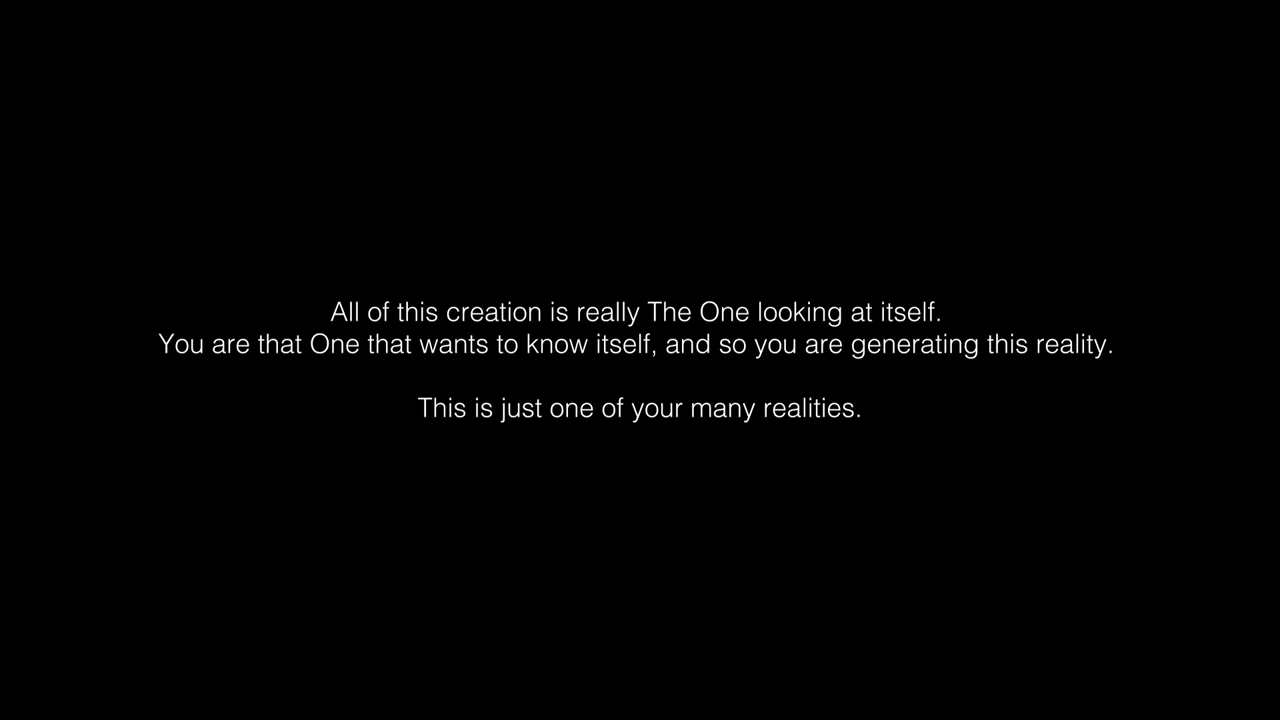 All of this creation is really The One looking at itself.
You are that One that wants to know itself, and so you are generating this reality.
This is just one of your many realities.